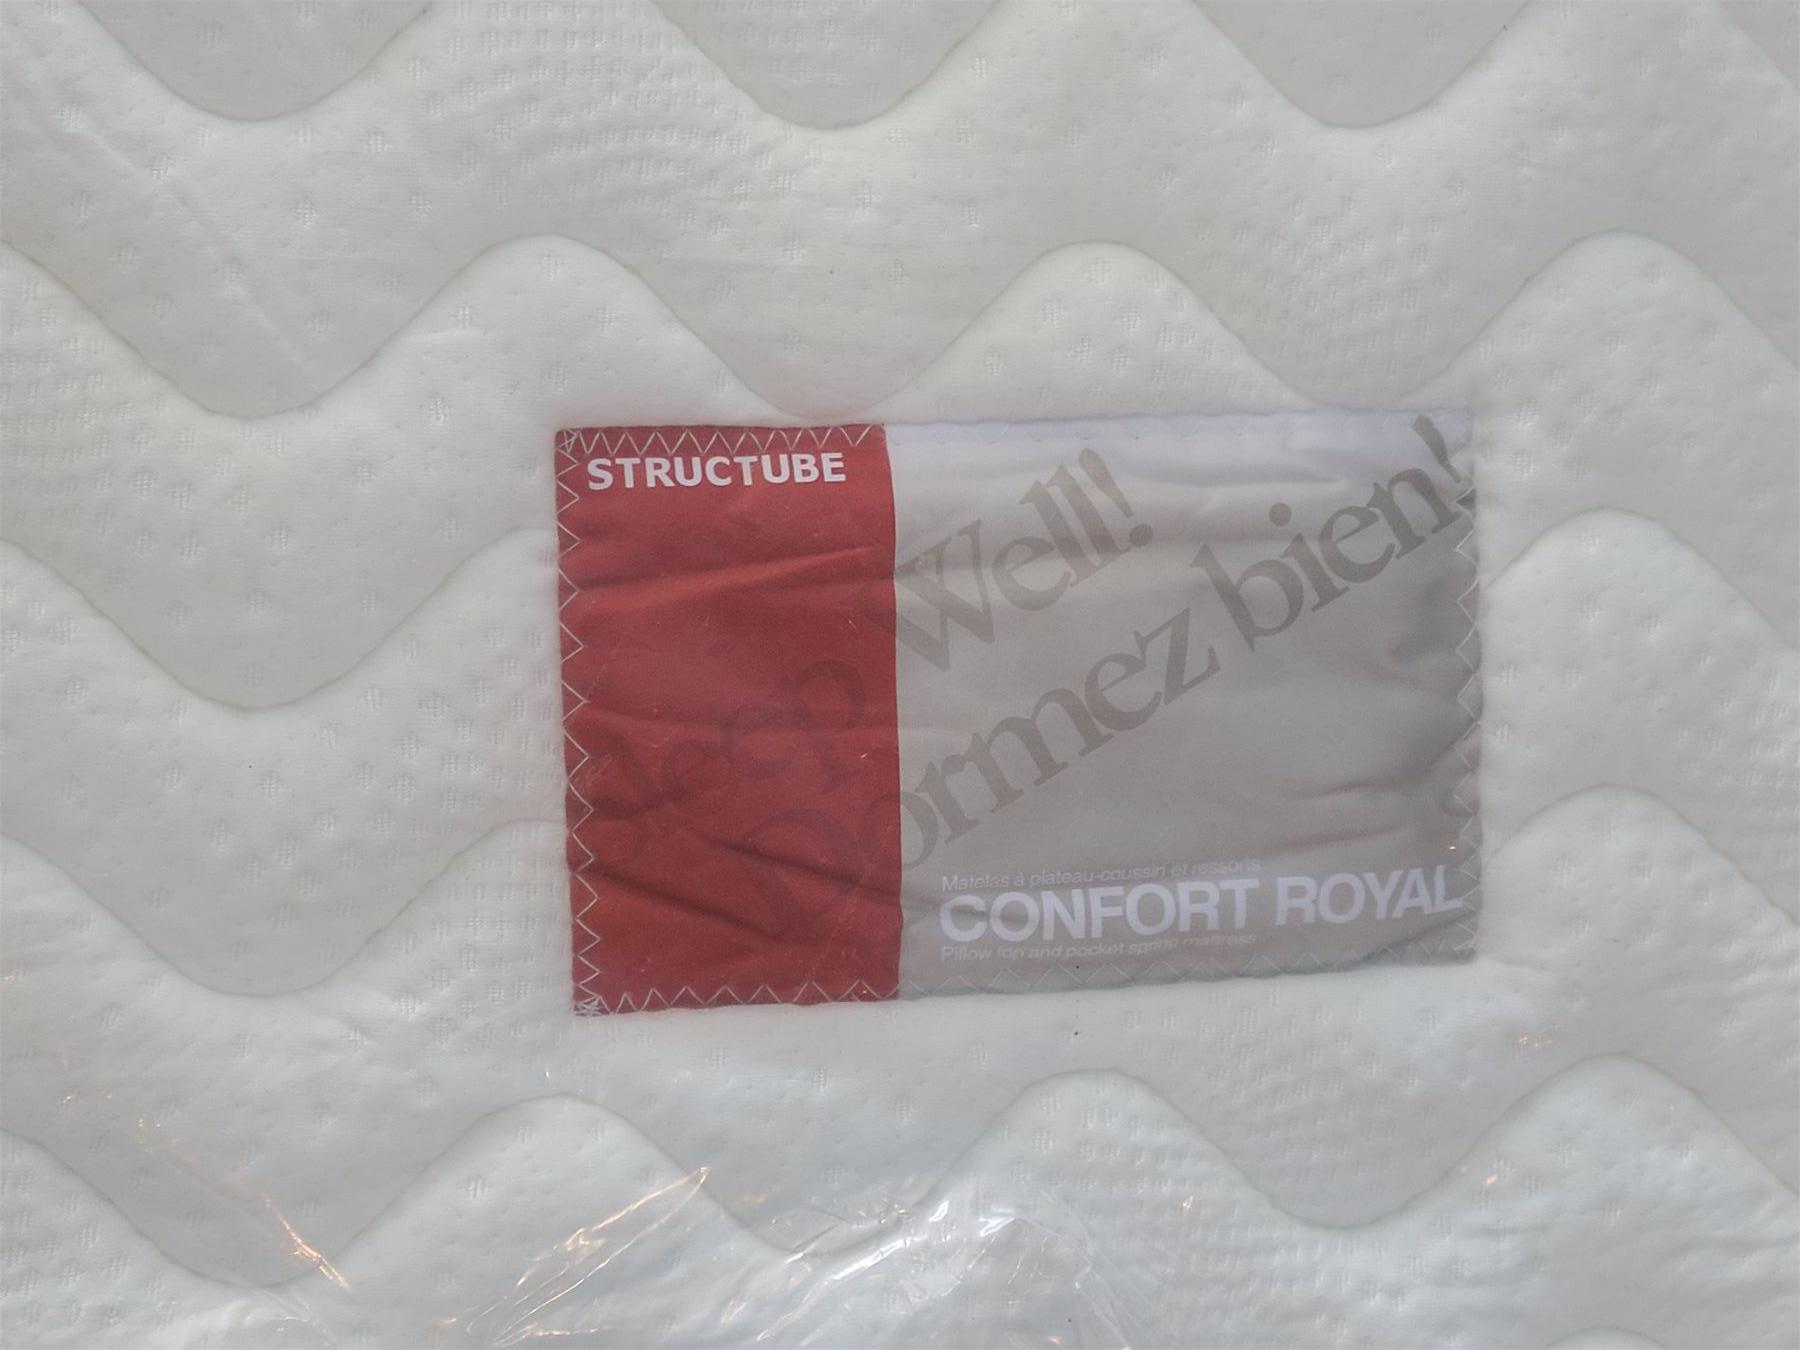 STRUCTUBE
Sleep Well!
Dormez bien!
Matelas à plateau-coussin et ressorts
CONFORT ROYAL
Pillow top and pocket spring mattress